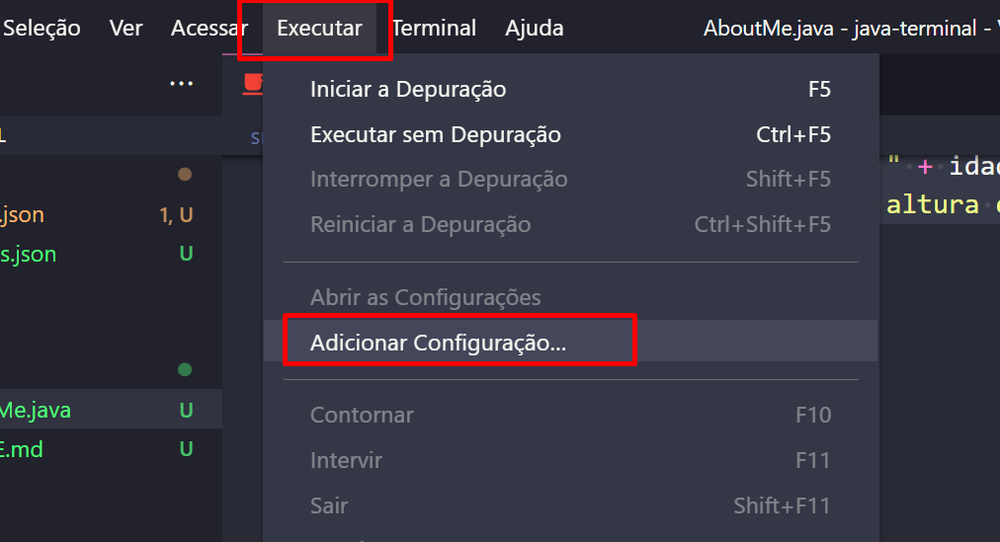 Seleção Ver Acessar Executar Terminal Ajuda AboutMe.java - java-terminal -
Iniciar a Depuração F5
Executar sem Depuração Ctrl+F5
" + idad
Interromper a Depuração Shift+F5
.json 1, U
altura
Reiniciar a Depuração Ctrl+Shift+F5
s.json U
Abrir as Configurações
Adicionar Configuração...
Me.java U
Contornar F10
E.md U
Intervir F11
Sair Shift+F11